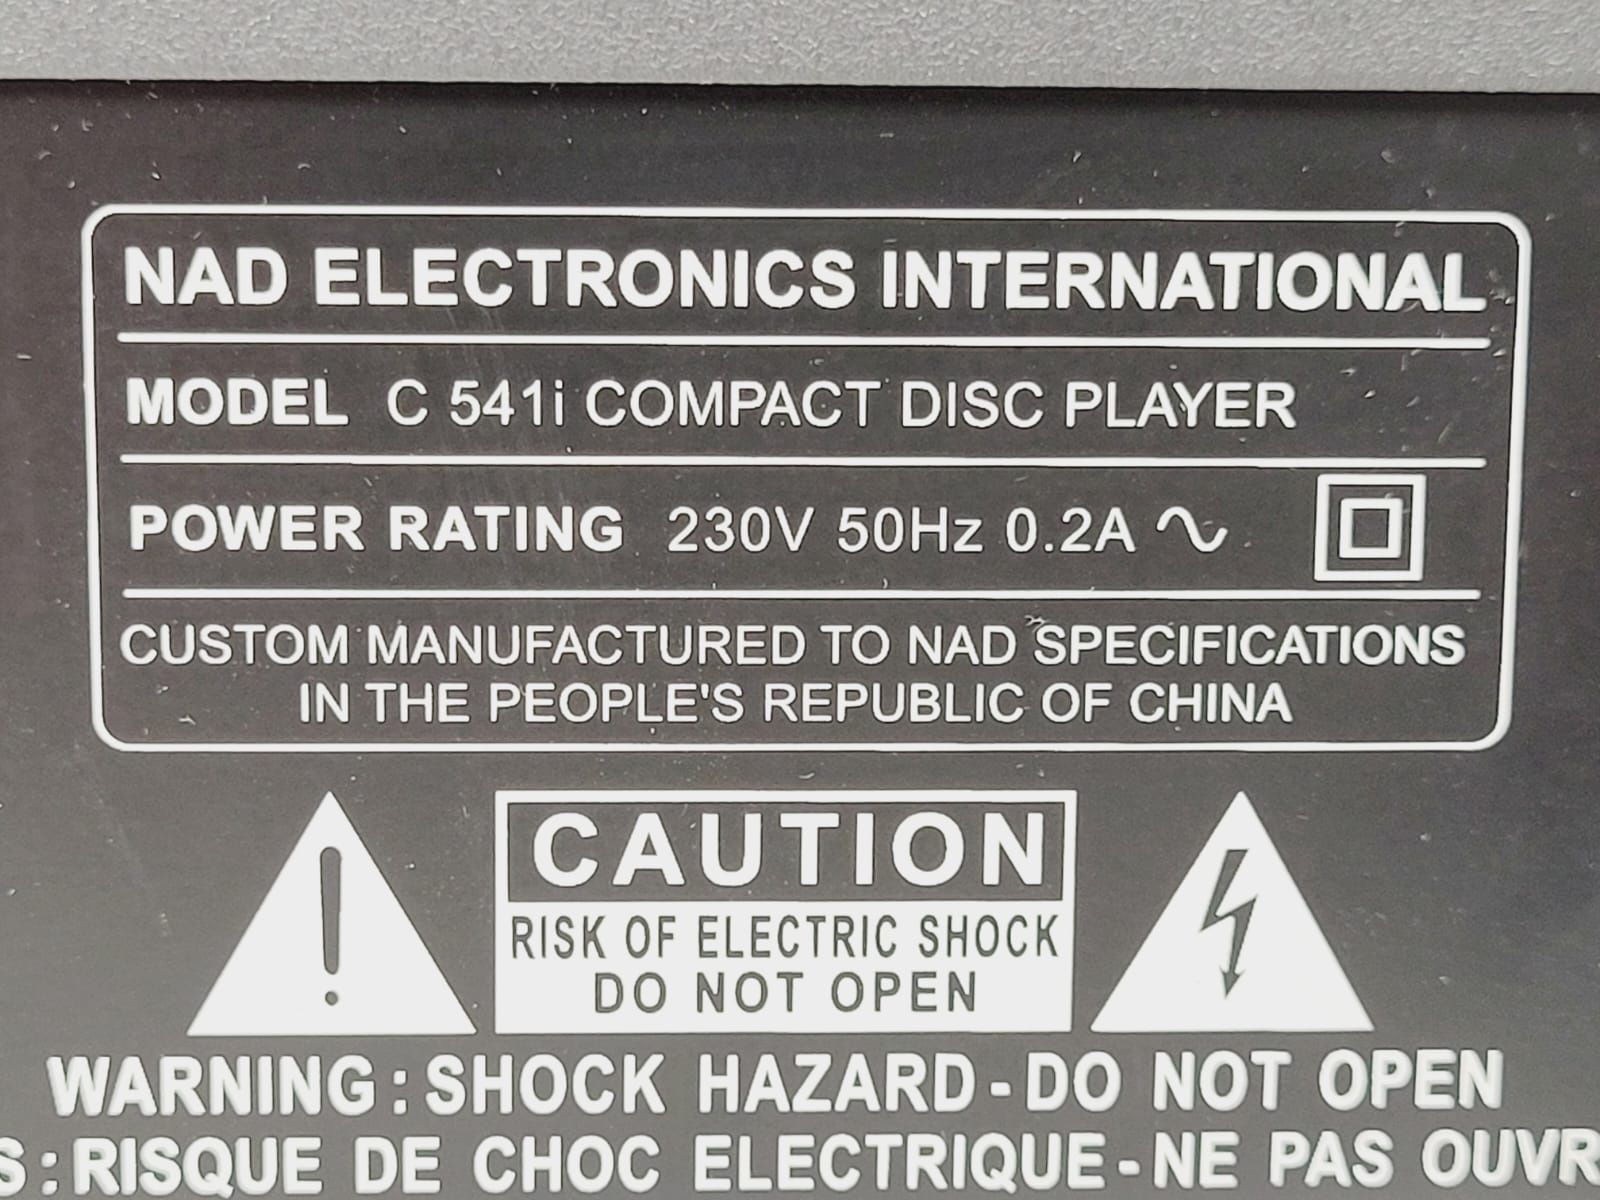 NAD ELECTRONICS INTERNATIONAL
MODEL C 541i COMPACT DISC PLAYER
POWER RATING 230V 50Hz 0.2A ∿
CUSTOM MANUFACTURED TO NAD SPECIFICATIONS
IN THE PEOPLE'S REPUBLIC OF CHINA
CAUTION
RISK OF ELECTRIC SHOCK
DO NOT OPEN
WARNING : SHOCK HAZARD - DO NOT OPEN
S : RISQUE DE CHOC ELECTRIQUE - NE PAS OUVR